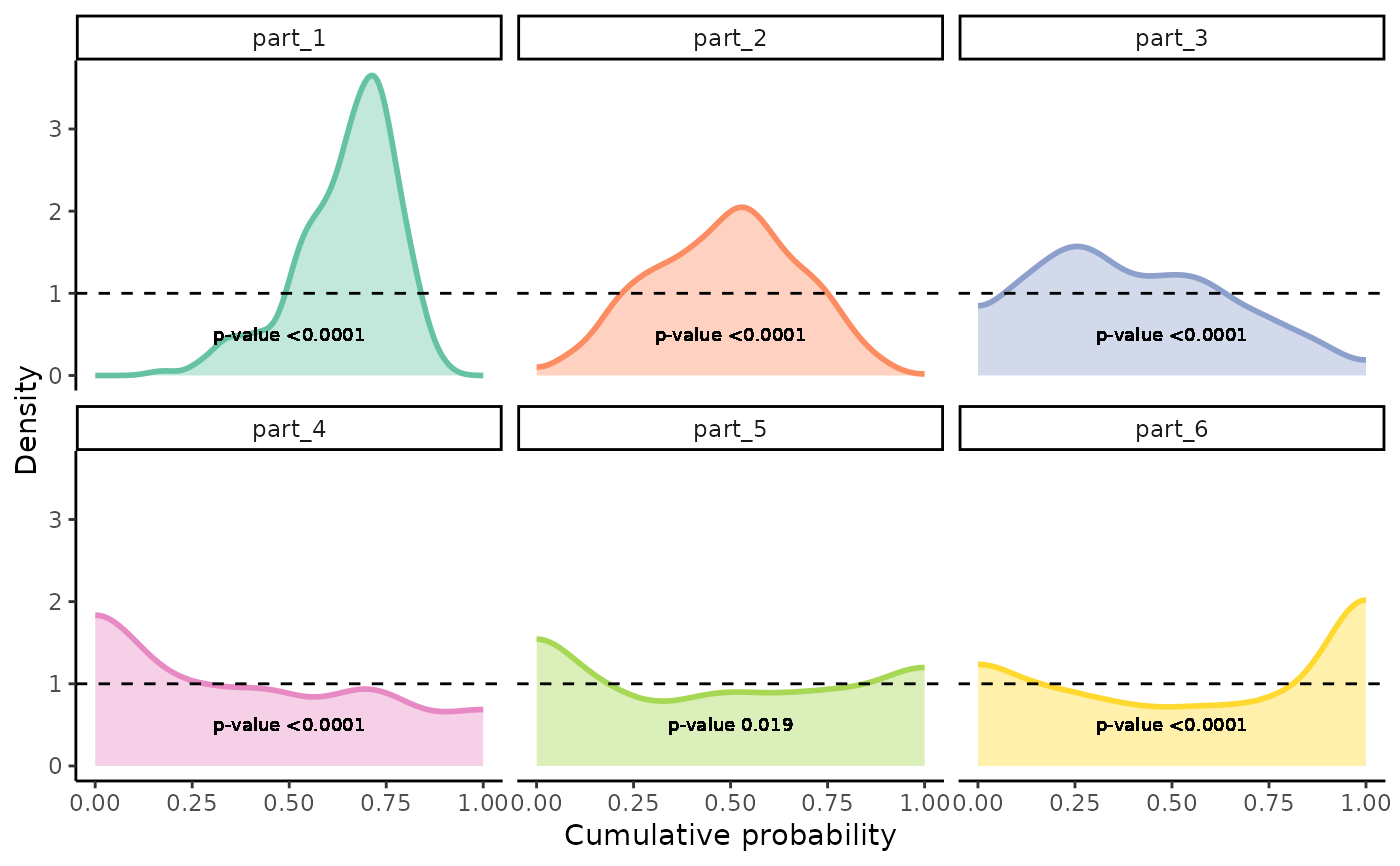 part_1 part_2 part_3
3
2
1
p-value <0.0001 p-value <0.0001 p-value <0.0001
0
Density
part_4 part_5 part_6
3
2
1
p-value <0.0001 p-value 0.019 p-value <0.0001
0
0.00 0.25 0.50 0.75 1.00 0.00 0.25 0.50 0.75 1.00 0.00 0.25 0.50 0.75 1.00
Cumulative probability